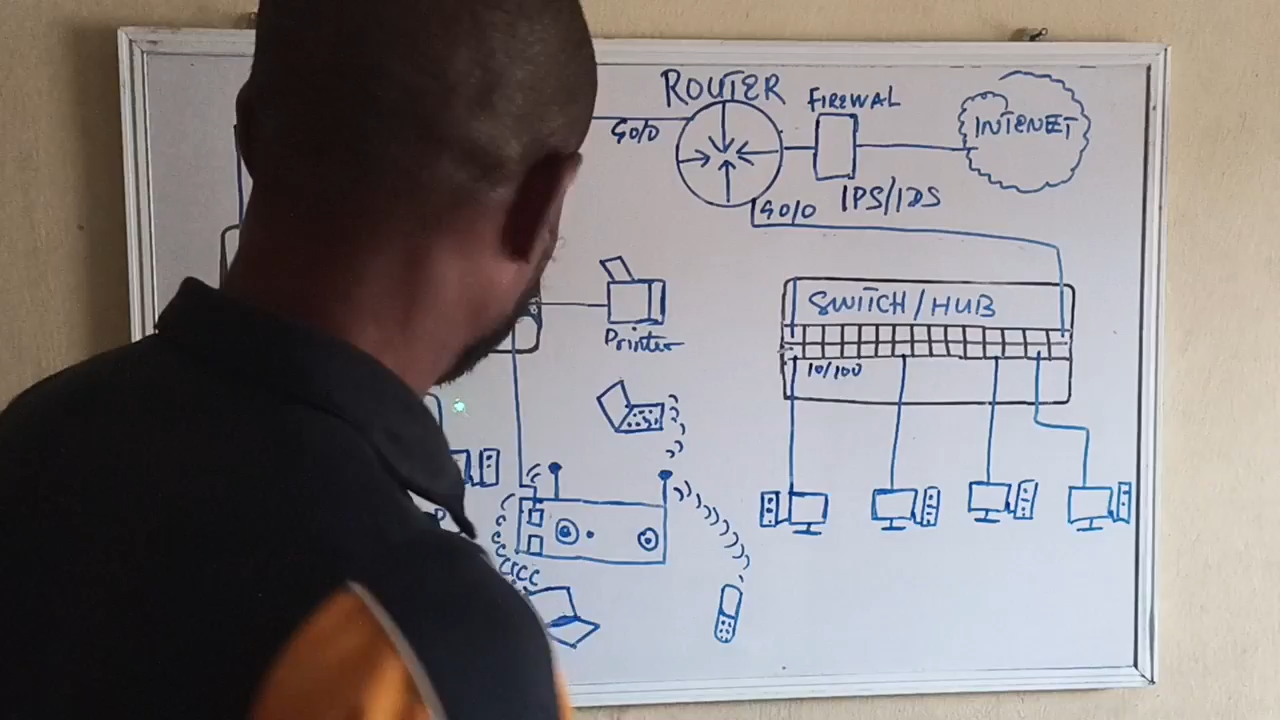 ROUTER
FIREWAL
INTERNET
G0/0
IPS/IDS
G0/0
SWITCH/HUB
Printer
10/100